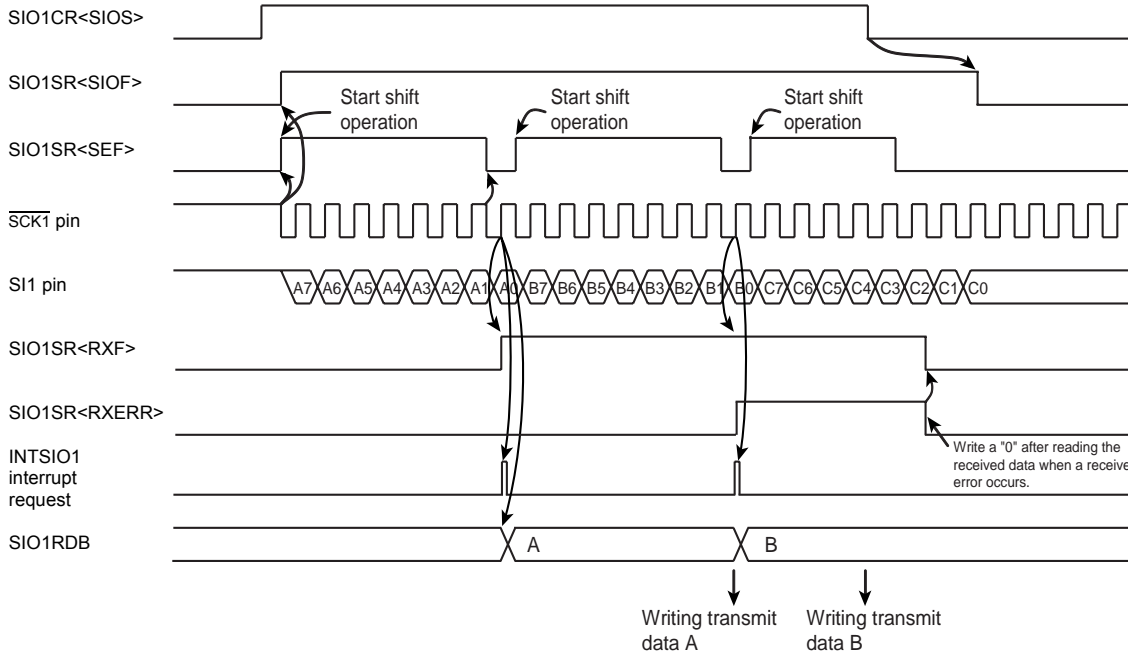 SIO1CR<SIOS>
SIO1SR<SIOF>
Start shift
operation
Start shift
operation
Start shift
operation
SIO1SR<SEF>
SCK1 pin
SI1 pin
A7 A6 A5 A4 A3 A2 A1 A0 B7 B6 B5 B4 B3 B2 B1 B0 C7 C6 C5 C4 C3 C2 C1 C0
SIO1SR<RXF>
SIO1SR<RXERR>
Write a "0" after reading the
received data when a receive
error occurs.
INTSIO1
interrupt
request
SIO1RDB
A
B
Writing transmit
data A
Writing transmit
data B